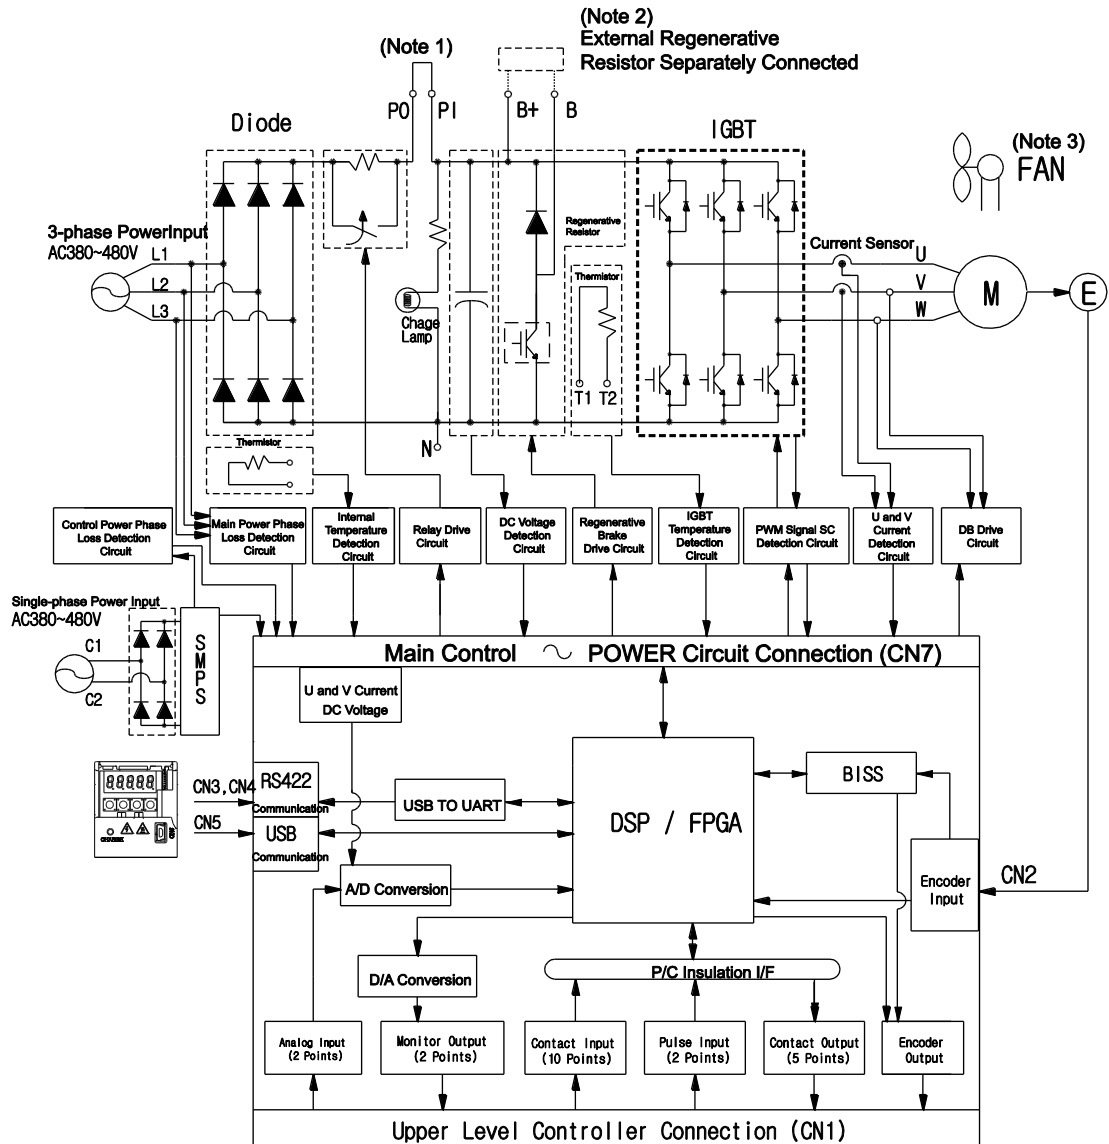 (Note 2)
External Regenerative
Resistor Separately Connected
(Note 1)
P0
PI
B+
B
Diode
IGBT
(Note 3)
FAN
3-phase PowerInput
AC380~480V
L1
L2
L3
Regenerative
Resistor
Current Sensor
U
V
W
M
E
Thermistor
T1
T2
Chage
Lamp
N
Thermistor
Control Power Phase
Loss Detection
Circuit
Main Power Phase
Loss Detection
Circuit
Internal
Temperature
Detection
Circuit
Relay Drive
Circuit
DC Voltage
Detection
Circuit
Regenerative
Brake
Drive Circuit
IGBT
Temperature
Detection
Circuit
PWM Signal SC
Detection Circuit
U and V
Current
Detection
Circuit
DB Drive
Circuit
Single-phase Power Input
AC380~480V
C1
C2
SMPS
Main Control ~ POWER Circuit Connection (CN7)
U and V Current
DC Voltage
CN3,CN4
CN5
CHARGE
RS422
Communication
USB
Communication
USB TO UART
DSP / FPGA
BISS
A/D Conversion
Encoder
Input
CN2
D/A Conversion
P/C Insulation I/F
Analog Input
(2 Points)
Monitor Output
(2 Points)
Contact Input
(10 Points)
Pulse Input
(2 Points)
Contact Output
(5 Points)
Encoder
Output
Upper Level Controller Connection (CN1)